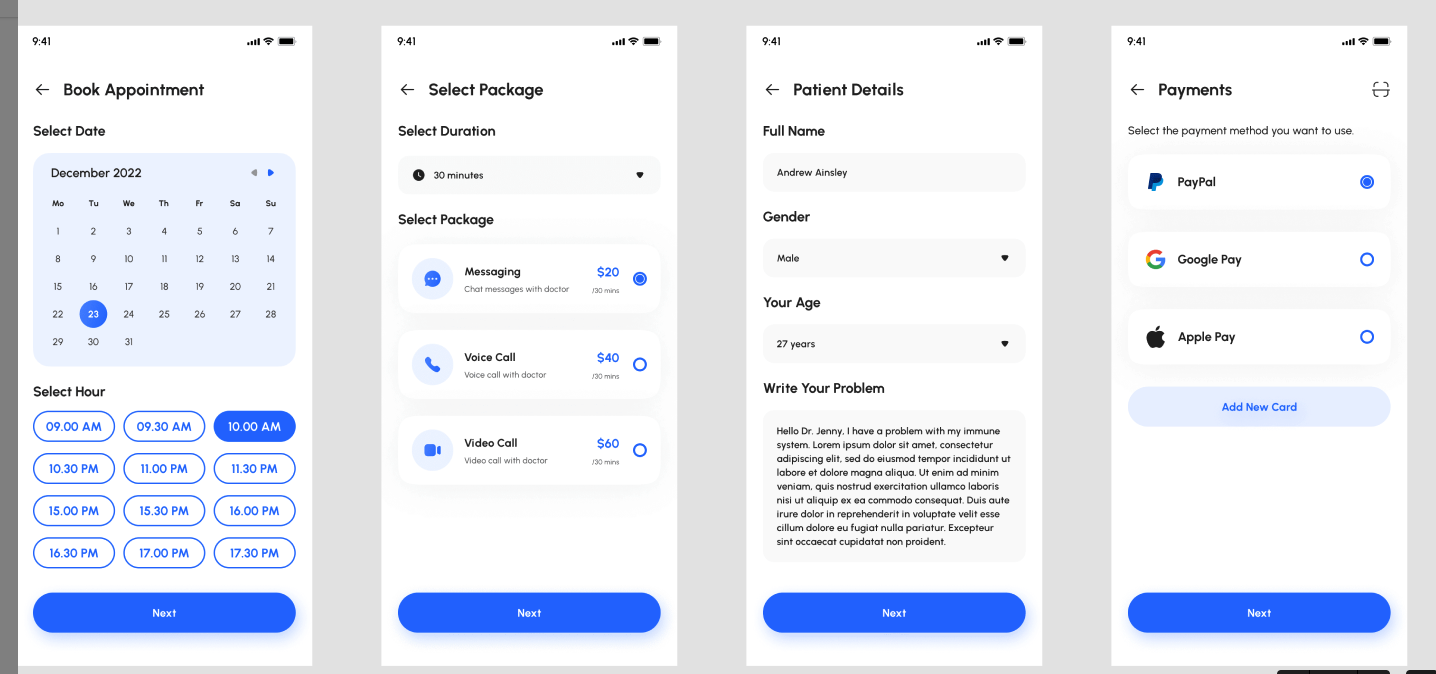 9:41
Book Appointment
Select Date
December 2022
Mo Tu We Th Fr Sa Su
1 2 3 4 5 6 7
8 9 10 11 12 13 14
15 16 17 18 19 20 21
22 23 24 25 26 27 28
29 30 31
Select Hour
09.00 AM 09.30 AM 10.00 AM
10.30 PM 11.00 PM 11.30 PM
15.00 PM 15.30 PM 16.00 PM
16.30 PM 17.00 PM 17.30 PM
Next
9:41
Select Package
Select Duration
30 minutes
Select Package
Messaging $20
Chat messages with doctor /30 mins
Voice Call $40
Voice call with doctor /30 mins
Video Call $60
Video call with doctor /30 mins
Next
9:41
Patient Details
Full Name
Andrew Ainsley
Gender
Male
Your Age
27 years
Write Your Problem
Hello Dr. Jenny, I have a problem with my immune
system. Lorem ipsum dolor sit amet, consectetur
adipiscing elit, sed do eiusmod tempor incididunt ut
labore et dolore magna aliqua. Ut enim ad minim
veniam, quis nostrud exercitation ullamco laboris
nisi ut aliquip ex ea commodo consequat. Duis aute
irure dolor in reprehenderit in voluptate velit esse
cillum dolore eu fugiat nulla pariatur. Excepteur
sint occaecat cupidatat non proident.
Next
9:41
Payments
Select the payment method you want to use.
PayPal
Google Pay
Apple Pay
Add New Card
Next